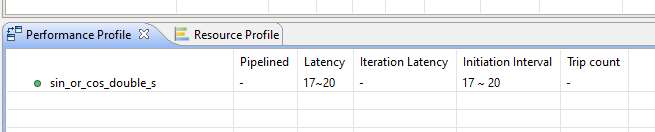 Performance Profile Resource Profile
Pipelined Latency Iteration Latency Initiation Interval Trip count
sin_or_cos_double_s - 17~20 - 17 ~ 20 -